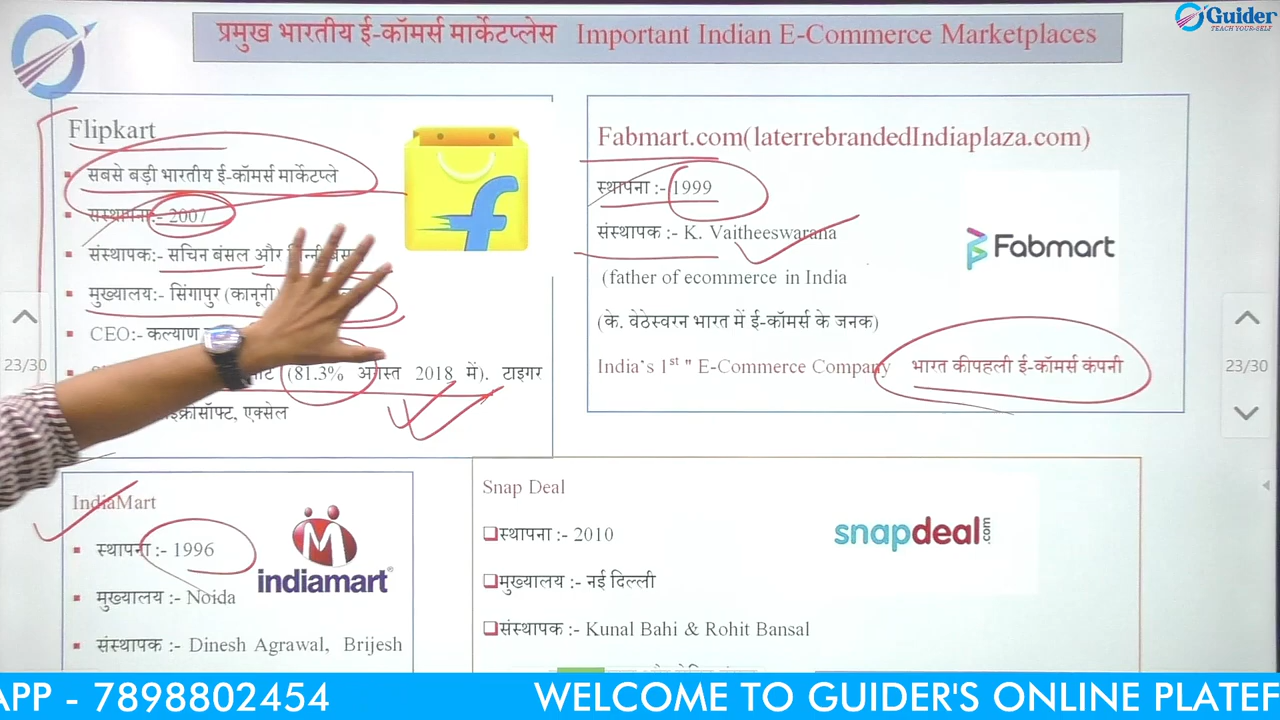 प्रमुख भारतीय ई-कॉमर्स मार्केटप्लेस Important Indian E-Commerce Marketplaces
Guider
TEACH YOUR-SELF
Flipkart
सबसे बड़ी भारतीय ई-कॉमर्स मार्केटप्ले
संस्थापना:- 2007
संस्थापक:- सचिन बंसल और
मुख्यालय:- सिंगापुर (कानूनी
CEO:- कल्याण
(81.3% अगस्त 2018 में). टाइगर
एक्सेल
Fabmart.com(laterrebrandedIndiaplaza.com)
स्थापना :- 1999
संस्थापक :- K. Vaitheeswarana
(father of ecommerce in India
(के. वेठेस्वरन भारत में ई-कॉमर्स के जनक)
India's 1st " E-Commerce Company भारत कीपहली ई-कॉमर्स कंपनी
Fabmart
23/30
23/30
IndiaMart
स्थापना :- 1996
मुख्यालय :- Noida
संस्थापक :- Dinesh Agrawal, Brijesh
indiamart
Snap Deal
स्थापना :- 2010
मुख्यालय :- नई दिल्ली
संस्थापक :- Kunal Bahi & Rohit Bansal
snapdeal.com
APP - 7898802454 WELCOME TO GUIDER'S ONLINE PLATEF